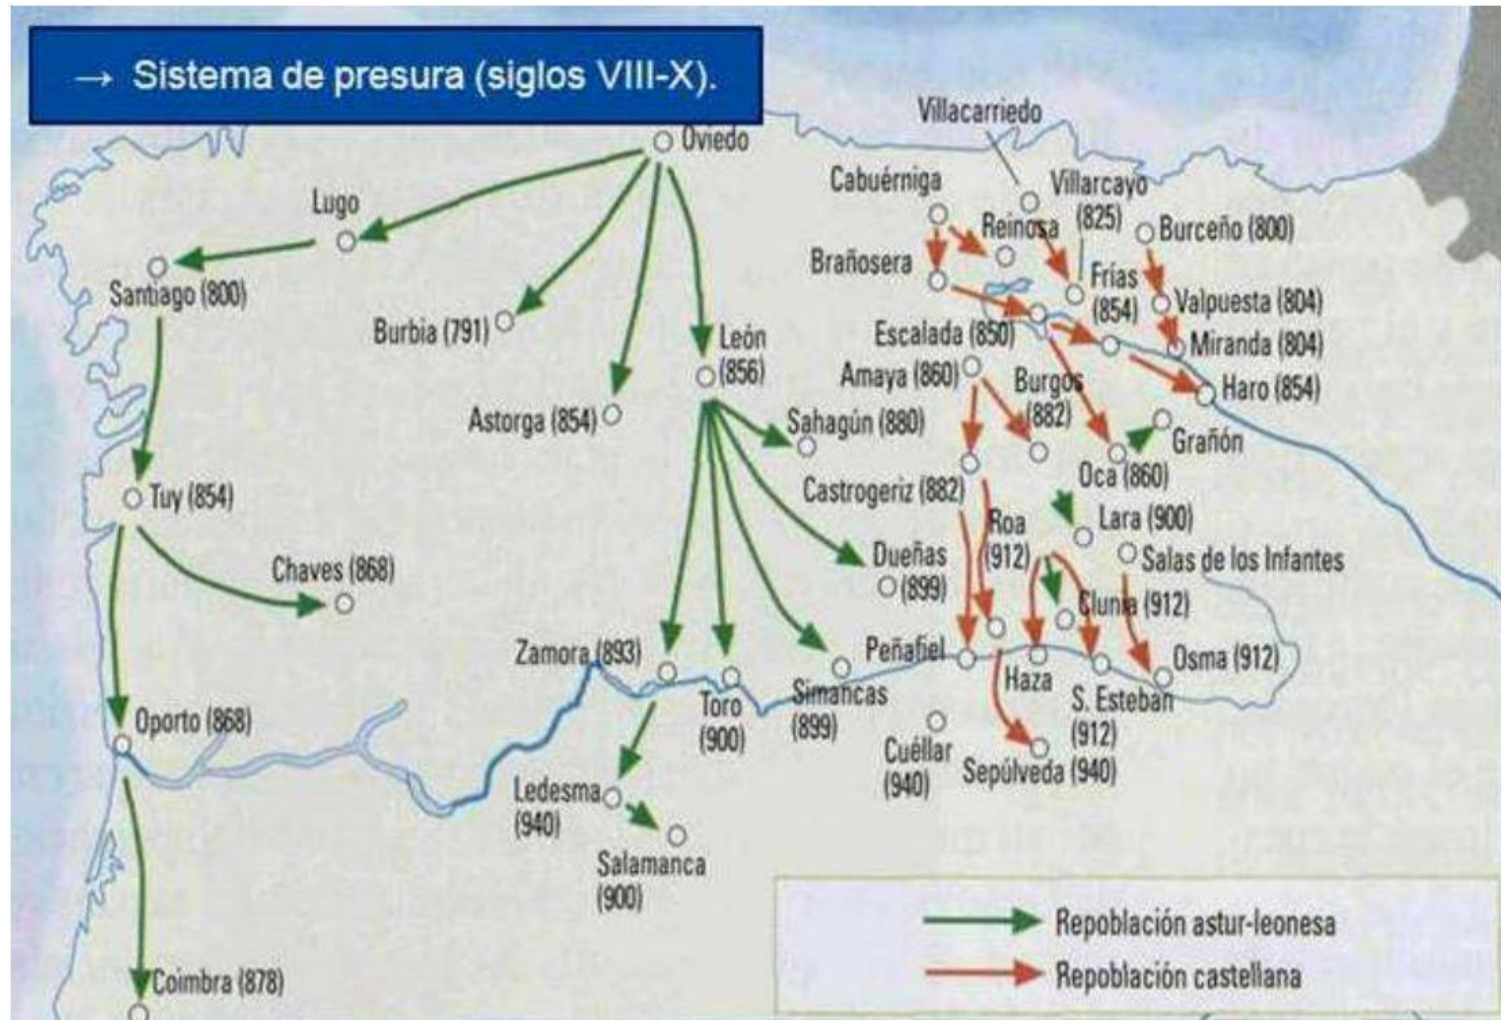 → Sistema de presura (siglos VIII-X).
Oviedo
Lugo
Santiago (800)
Burbia (791)
León
(856)
Astorga (854)
Sahagún (880)
Tuy (854)
Chaves (868)
Dueñas
(899)
Zamora (893)
Toro
(900)
Simancas
(899)
Oporto (868)
Ledesma
(940)
Salamanca
(900)
Coimbra (878)
Villacarriedo
Cabuérniga
Villarcayo
(825)
Reinosa
Burceño (800)
Brañosera
Frías
(854)
Valpuesta (804)
Escalada (850)
Miranda (804)
Amaya (860)
Burgos
(882)
Haro (854)
Grañón
Oca (860)
Castrogeriz (882)
Roa
(912)
Lara (900)
Salas de los Infantes
Clunia (912)
Peñafiel
Haza
Osma (912)
S. Esteban
(912)
Cuéllar
(940)
Sepúlveda (940)
Repoblación astur-leonesa
Repoblación castellana